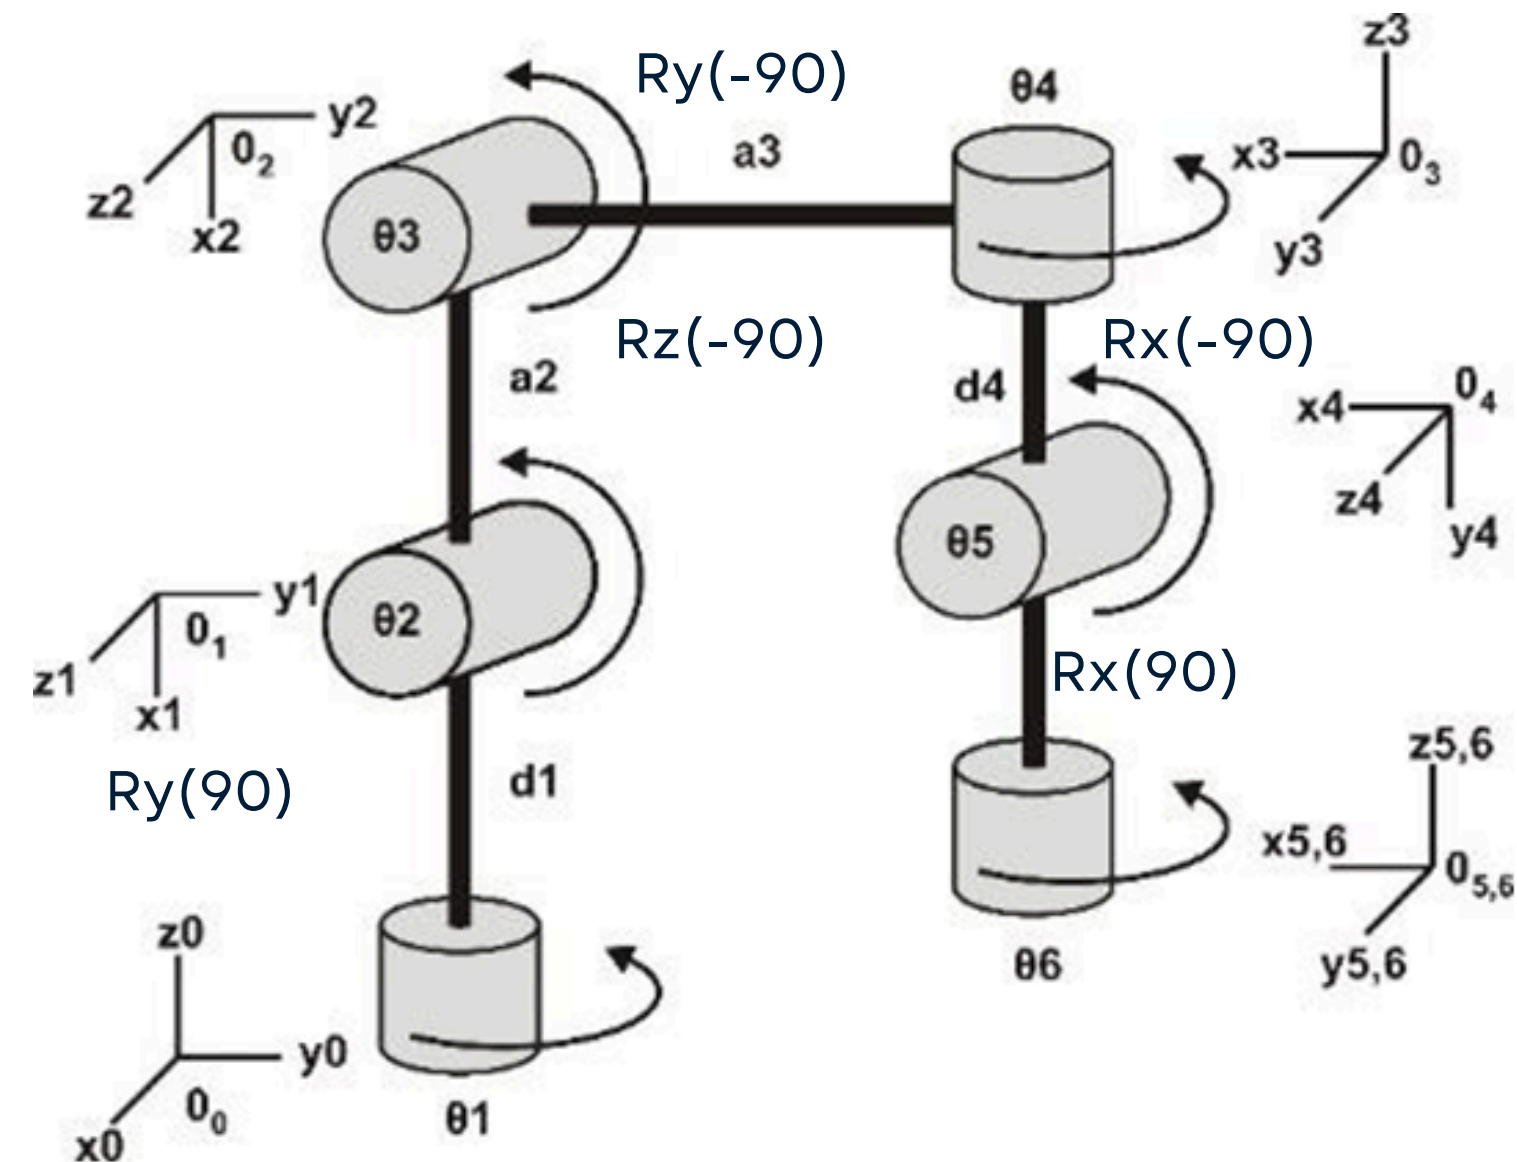 Ry(-90)
θ4
z3
y2
0₂
a3
x3
0₃
z2
x2
θ3
y3
Rz(-90)
Rx(-90)
a2
d4
0₄
x4
z4
y4
θ5
y1
θ2
0₁
z1
x1
Rx(90)
Ry(90)
d1
z5,6
x5,6
0₅,₆
z0
y5,6
θ6
y0
0₀
x0
θ1